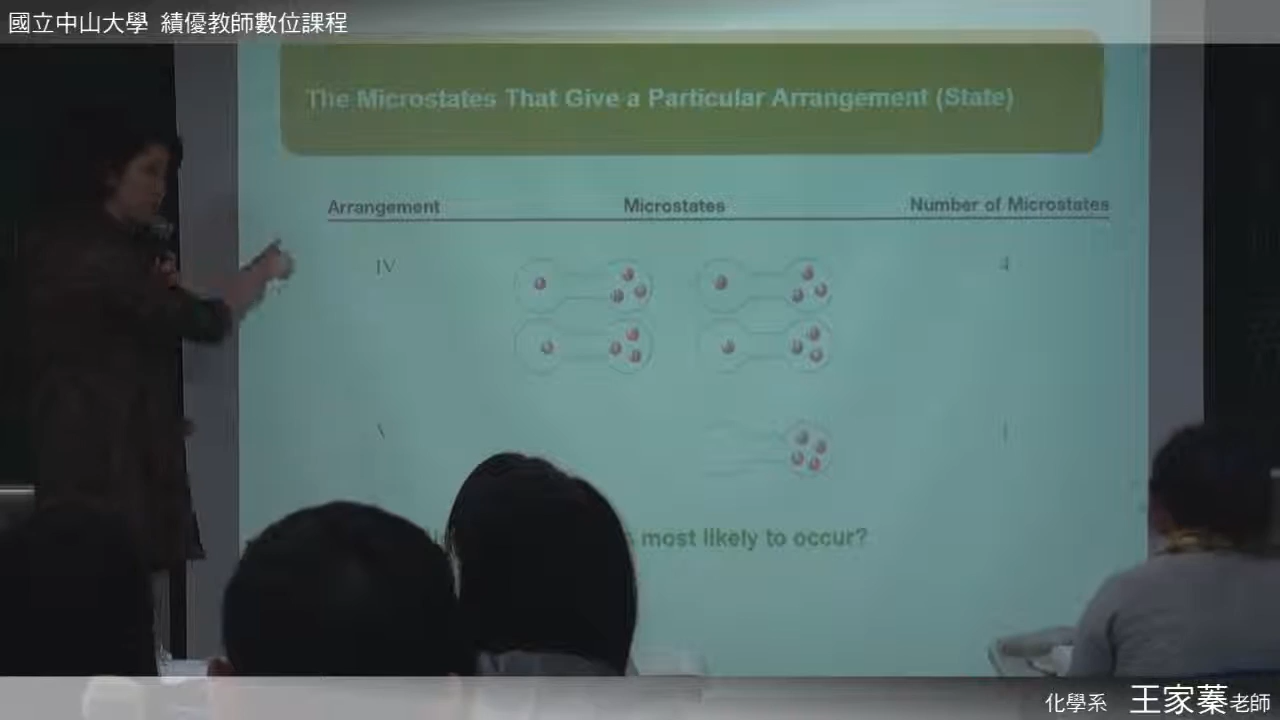 國立中山大學 績優教師數位課程
The Microstates That Give a Particular Arrangement (State)
Arrangement Microstates Number of Microstates
IV 4
most likely to occur?
化學系 王家蓁老師